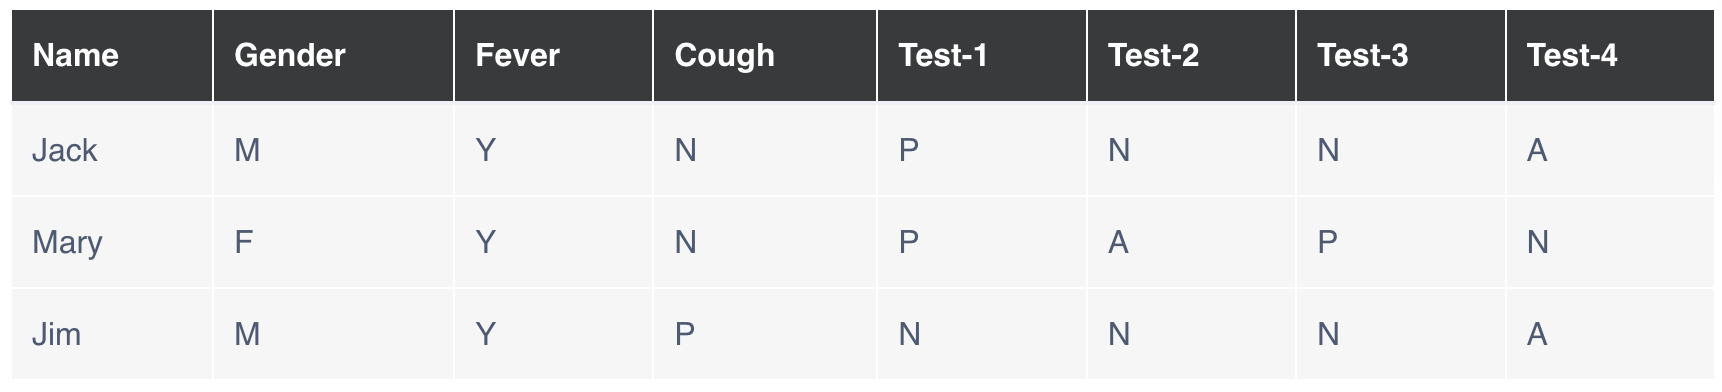 Name Gender Fever Cough Test-1 Test-2 Test-3 Test-4
Jack M Y N P N N A
Mary F Y N P A P N
Jim M Y P N N N A